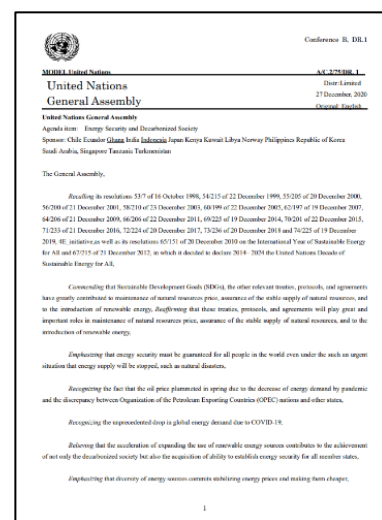 Conference B, DR.1
MODEL United Nations A/C.2/75/DR. 1
United Nations
General Assembly
Distr:Limited
27 December, 2020
Original: English
United Nations General Assembly
Agenda item: Energy Security and Decarbonized Society
Sponsor: Chile Ecuador Ghana India Indonesia Japan Kenya Kuwait Libya Norway Philippines Republic of Korea
Saudi Arabia, Singapore Tanzania Turkmenistan
The General Assembly,
Recalling its resolutions 53/7 of 16 October 1998, 54/215 of 22 December 1999, 55/205 of 20 December 2000,
56/200 of 21 December 2001, 58/210 of 23 December 2003, 60/199 of 22 December 2005, 62/197 of 19 December 2007,
64/206 of 21 December 2009, 66/206 of 22 December 2011, 69/225 of 19 December 2014, 70/201 of 22 December 2015,
71/233 of 21 December 2016, 72/224 of 20 December 2017, 73/236 of 20 December 2018 and 74/225 of 19 December
2019, 4E_initiative,as well as its resolutions 65/151 of 20 December 2010 on the International Year of Sustainable Energy
for All and 67/215 of 21 December 2012, in which it decided to declare 2014– 2024 the United Nations Decade of
Sustainable Energy for All,
Commending that Sustainable Development Goals (SDGs), the other relevant treaties, protocols, and agreements
have greatly contributed to maintenance of natural resources price, assurance of the stable supply of natural resources, and
to the introduction of renewable energy, Reaffirming that these treaties, protocols, and agreements will play great and
important roles in maintenance of natural resources price, assurance of the stable supply of natural resources, and to the
introduction of renewable energy,
Emphasizing that energy security must be guaranteed for all people in the world even under the such an urgent
situation that energy supply will be stopped, such as natural disasters,
Recognizing the fact that the oil price plummeted in spring due to the decrease of energy demand by pandemic
and the discrepancy between Organization of the Petroleum Exporting Countries (OPEC) nations and other states,
Recognizing the unprecedented drop in global energy demand due to COVID-19,
Believing that the acceleration of expanding the use of renewable energy sources contributes to the achievement
of not only the decarbonized society but also the acquisition of ability to establish energy security for all member states,
Emphasizing that diversity of energy sources commits stabilizing energy prices and making them cheaper,
1